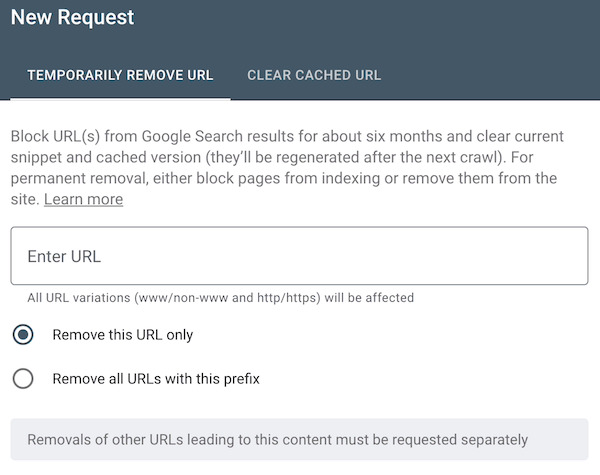 New Request
TEMPORARILY REMOVE URL CLEAR CACHED URL
Block URL(s) from Google Search results for about six months and clear current
snippet and cached version (they’ll be regenerated after the next crawl). For
permanent removal, either block pages from indexing or remove them from the
site. Learn more
Enter URL
All URL variations (www/non-www and http/https) will be affected
Remove this URL only
Remove all URLs with this prefix
Removals of other URLs leading to this content must be requested separately